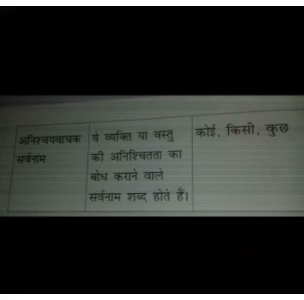 अनिश्चयवाचक
सर्वनाम
ये व्यक्ति या वस्तु
की अनिश्चितता का
बोध कराने वाले
सर्वनाम शब्द होते हैं।
कोई, किसी, कुछ